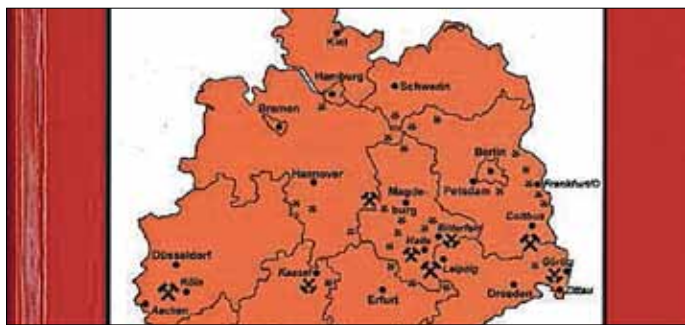 Kiel
Hamburg
Schwerin
Bremen
Berlin
Hannover
Potsdam
Frankfurt/O
Magde-
burg
Cottbus
Bitterfeld
Halle
Leipzig
Düsseldorf
Köln
Aachen
Kassel
Erfurt
Dresden
Görlitz
Zittau